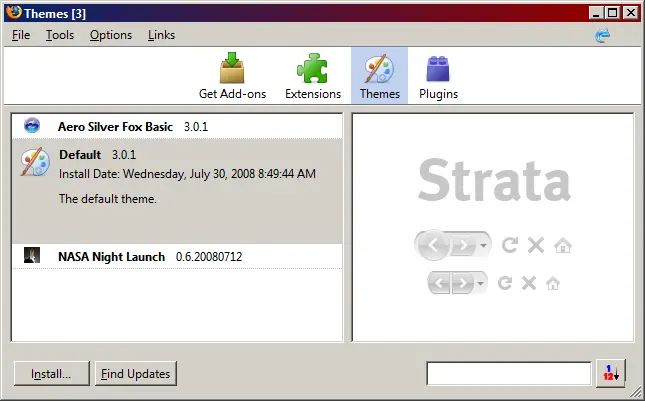 Themes [3]
File Tools Options Links
Get Add-ons Extensions Themes Plugins
Aero Silver Fox Basic 3.0.1
Default 3.0.1
Install Date: Wednesday, July 30, 2008 8:49:44 AM
The default theme.
NASA Night Launch 0.6.20080712
Strata
Install... Find Updates
1
12